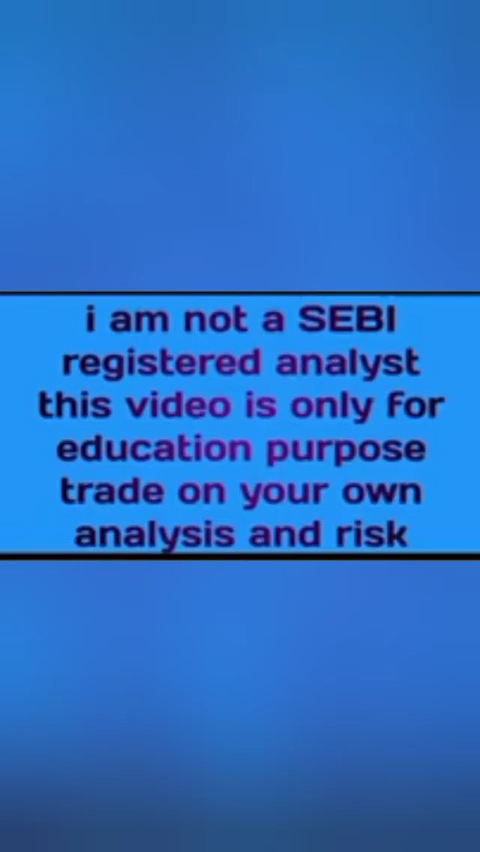 i am not a SEBI
registered analyst
this video is only for
education purpose
trade on your own
analysis and risk